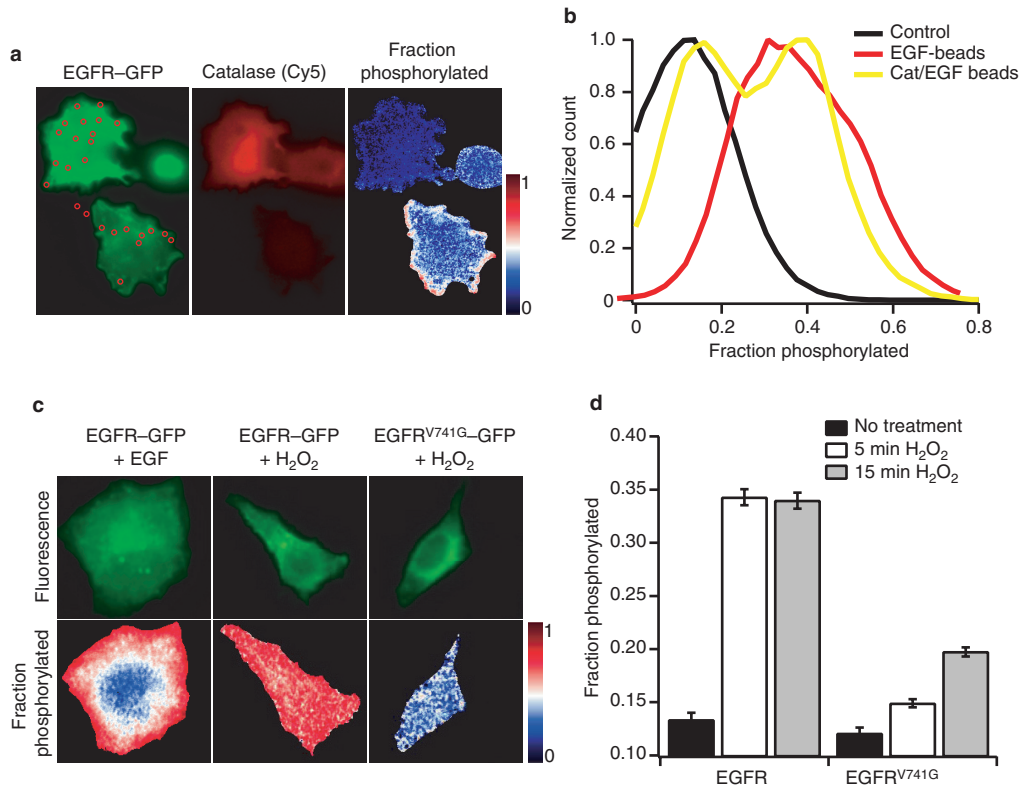 a
EGFR–GFP
Catalase (Cy5)
Fraction
phosphorylated
1
0
b
Control
EGF-beads
Cat/EGF beads
Normalized count
1.0
0.8
0.6
0.4
0.2
0
0 0.2 0.4 0.6 0.8
Fraction phosphorylated
c
EGFR–GFP
+ EGF
EGFR–GFP
+ H₂O₂
EGFRⱽ⁷⁴¹ᴳ–GFP
+ H₂O₂
Fluorescence
Fraction
phosphorylated
1
0
d
No treatment
5 min H₂O₂
15 min H₂O₂
Fraction phosphorylated
0.40
0.35
0.30
0.25
0.20
0.15
0.10
EGFR
EGFRⱽ⁷⁴¹ᴳ